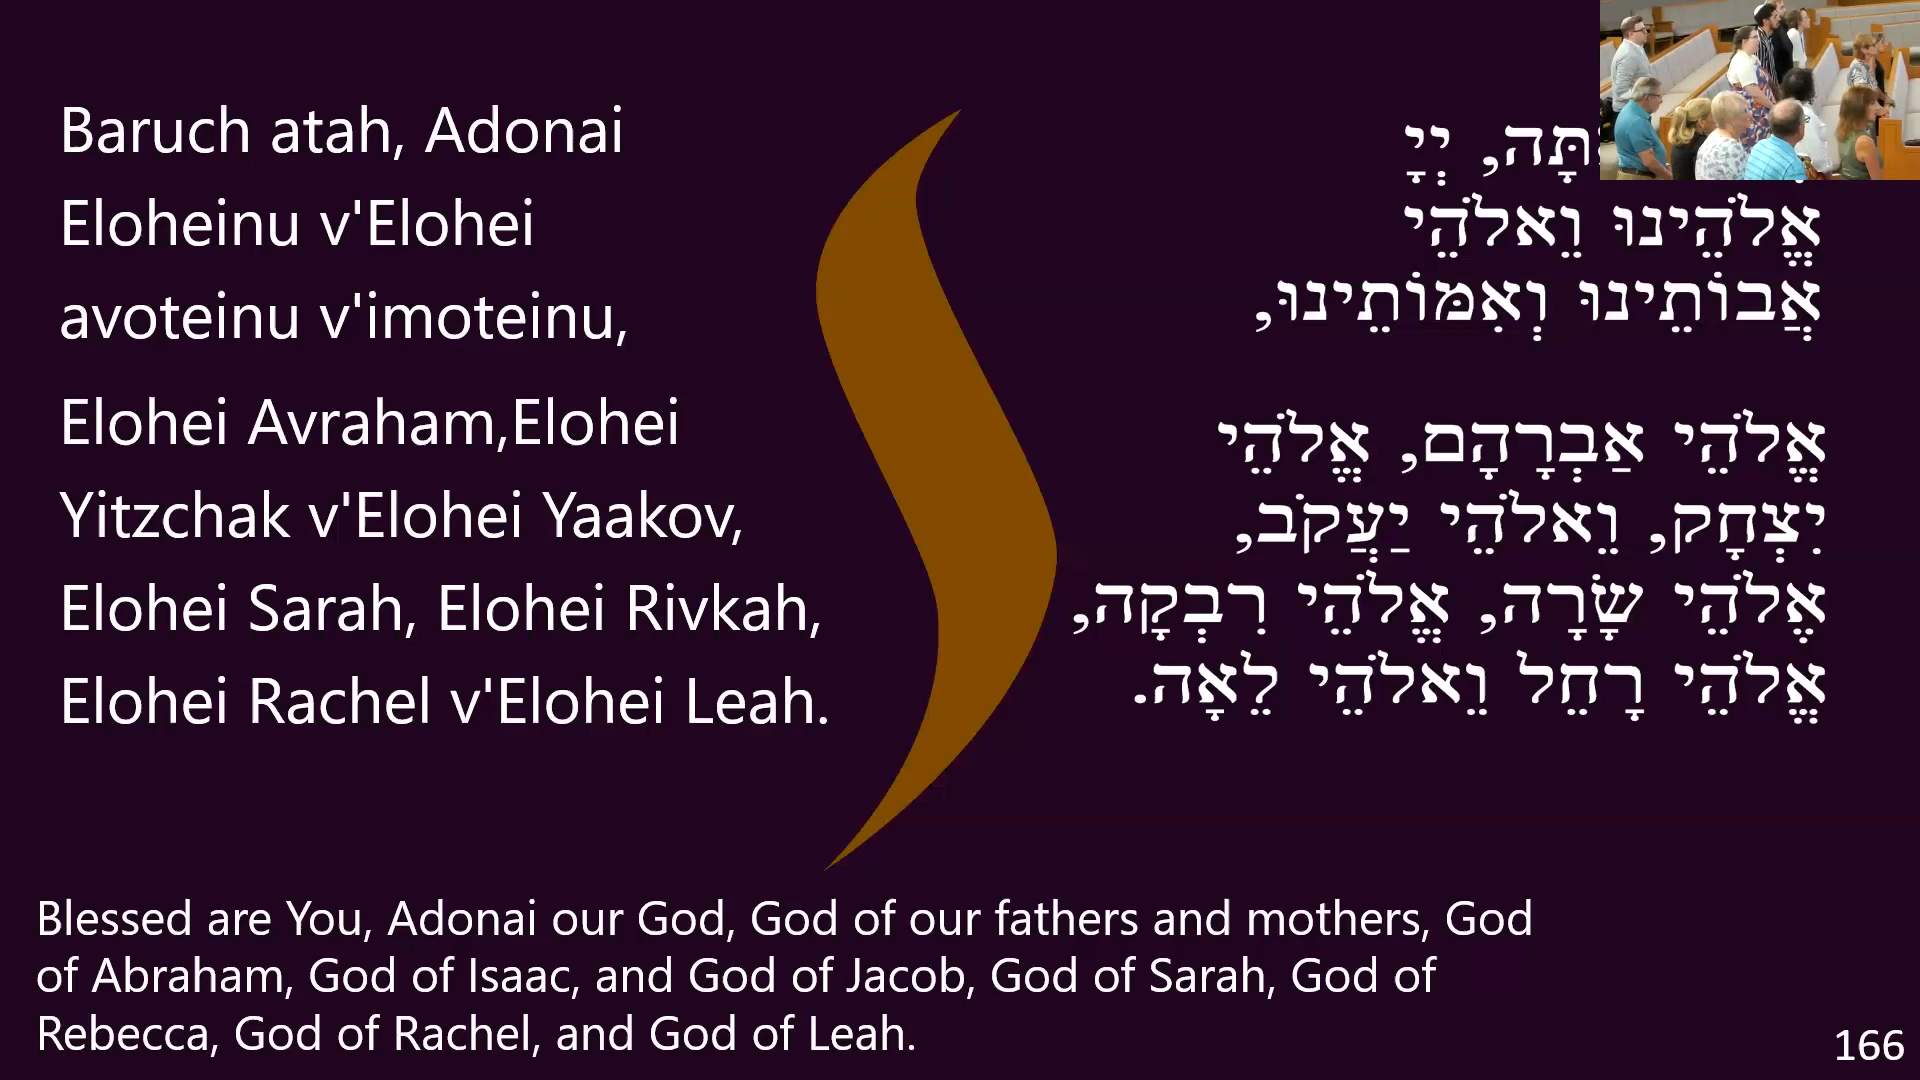 Baruch atah, Adonai
Eloheinu v'Elohei
avoteinu v'imoteinu,
Elohei Avraham,Elohei
Yitzchak v'Elohei Yaakov,
Elohei Sarah, Elohei Rivkah,
Elohei Rachel v'Elohei Leah.
יְיָ
אֱלֹהֵינוּ וֵאלֹהֵי
אֲבוֹתֵינוּ וְאִמּוֹתֵינוּ,
אֱלֹהֵי אַבְרָהָם, אֱלֹהֵי
יִצְחָק, וֵאלֹהֵי יַעֲקֹב,
אֶלֹהֵי שָׂרָה, אֱלֹהֵי רִבְקָה,
אֱלֹהֵי רָחֵל וֵאלֹהֵי לֵאָה.
Blessed are You, Adonai our God, God of our fathers and mothers, God
of Abraham, God of Isaac, and God of Jacob, God of Sarah, God of
Rebecca, God of Rachel, and God of Leah.
166